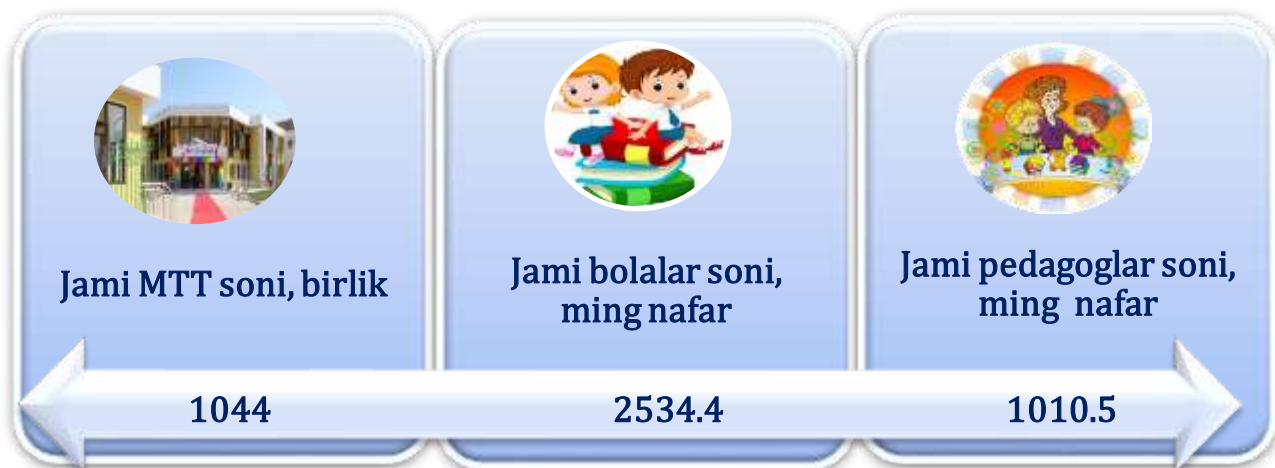 Jami MTT soni, birlik
Jami bolalar soni,
ming nafar
Jami pedagoglar soni,
ming nafar
1044
2534.4
1010.5